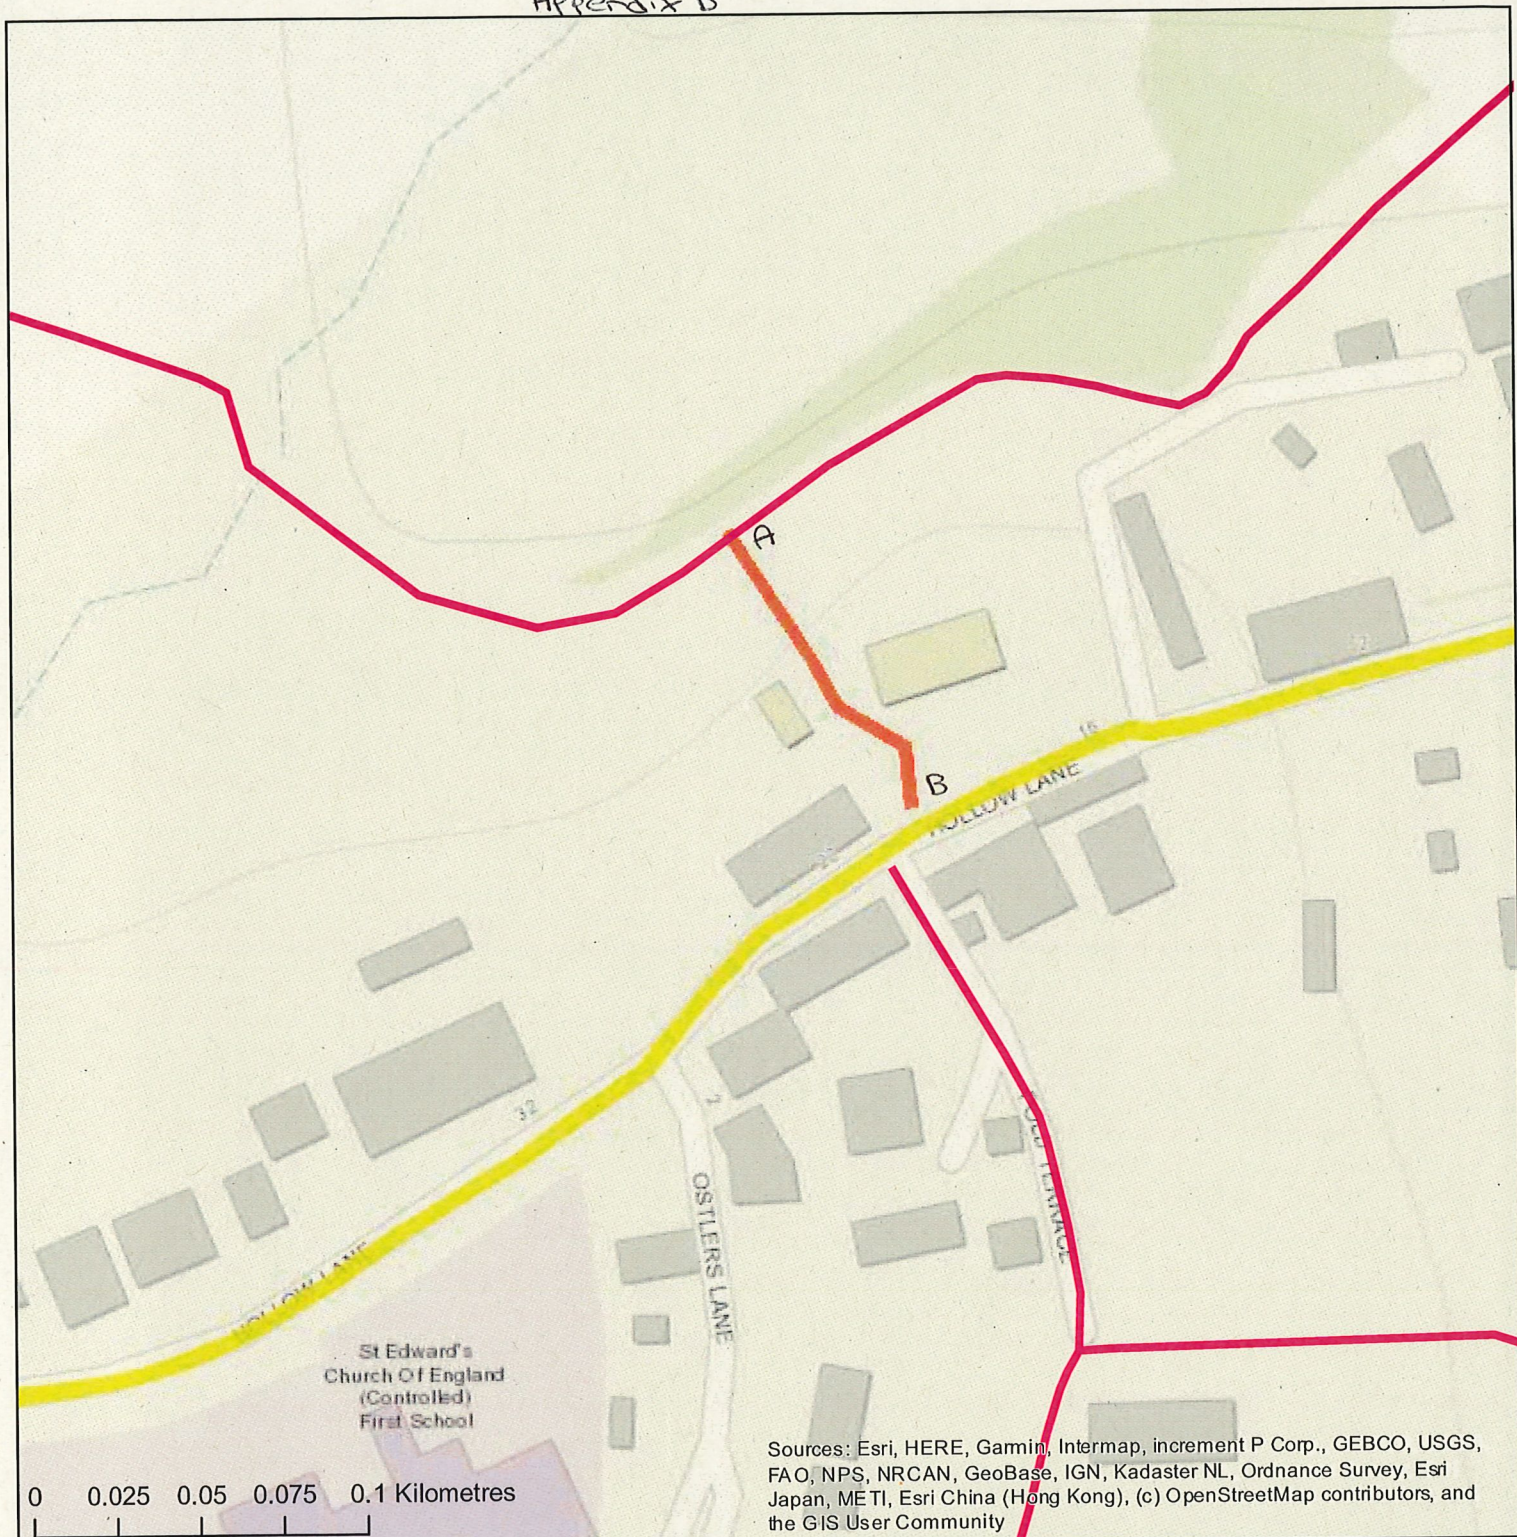 Appendix B
A
B
HOLLOW LANE
16
22
32
2
OSTLERS LANE
HOLLOW LANE
St Edward's
Church Of England
(Controlled)
First School
0 0.025 0.05 0.075 0.1 Kilometres
Sources: Esri, HERE, Garmin, Intermap, increment P Corp., GEBCO, USGS,
FAO, NPS, NRCAN, GeoBase, IGN, Kadaster NL, Ordnance Survey, Esri
Japan, METI, Esri China (Hong Kong), (c) OpenStreetMap contributors, and
the GIS User Community